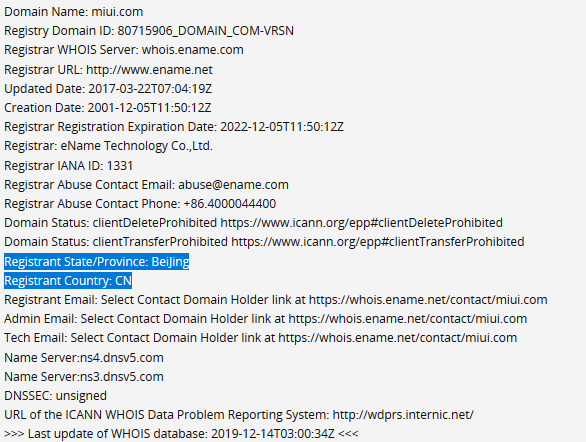 Domain Name: miui.com
Registry Domain ID: 80715906_DOMAIN_COM-VRSN
Registrar WHOIS Server: whois.ename.com
Registrar URL: http://www.ename.net
Updated Date: 2017-03-22T07:04:19Z
Creation Date: 2001-12-05T11:50:12Z
Registrar Registration Expiration Date: 2022-12-05T11:50:12Z
Registrar: eName Technology Co.,Ltd.
Registrar IANA ID: 1331
Registrar Abuse Contact Email: abuse@ename.com
Registrar Abuse Contact Phone: +86.4000044400
Domain Status: clientDeleteProhibited https://www.icann.org/epp#clientDeleteProhibited
Domain Status: clientTransferProhibited https://www.icann.org/epp#clientTransferProhibited
Registrant State/Province: BeiJing
Registrant Country: CN
Registrant Email: Select Contact Domain Holder link at https://whois.ename.net/contact/miui.com
Admin Email: Select Contact Domain Holder link at https://whois.ename.net/contact/miui.com
Tech Email: Select Contact Domain Holder link at https://whois.ename.net/contact/miui.com
Name Server:ns4.dnsv5.com
Name Server:ns3.dnsv5.com
DNSSEC: unsigned
URL of the ICANN WHOIS Data Problem Reporting System: http://wdprs.internic.net/
>>> Last update of WHOIS database: 2019-12-14T03:00:34Z <<<